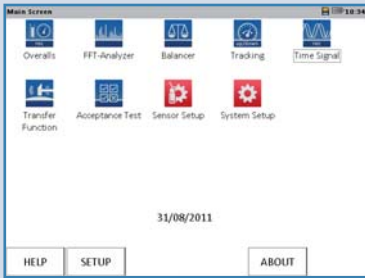 Main Screen 10:34
Overalls FFT-Analyzer Balancer Tracking Time Signal
Transfer Function Acceptance Test Sensor Setup System Setup
31/08/2011
HELP SETUP ABOUT